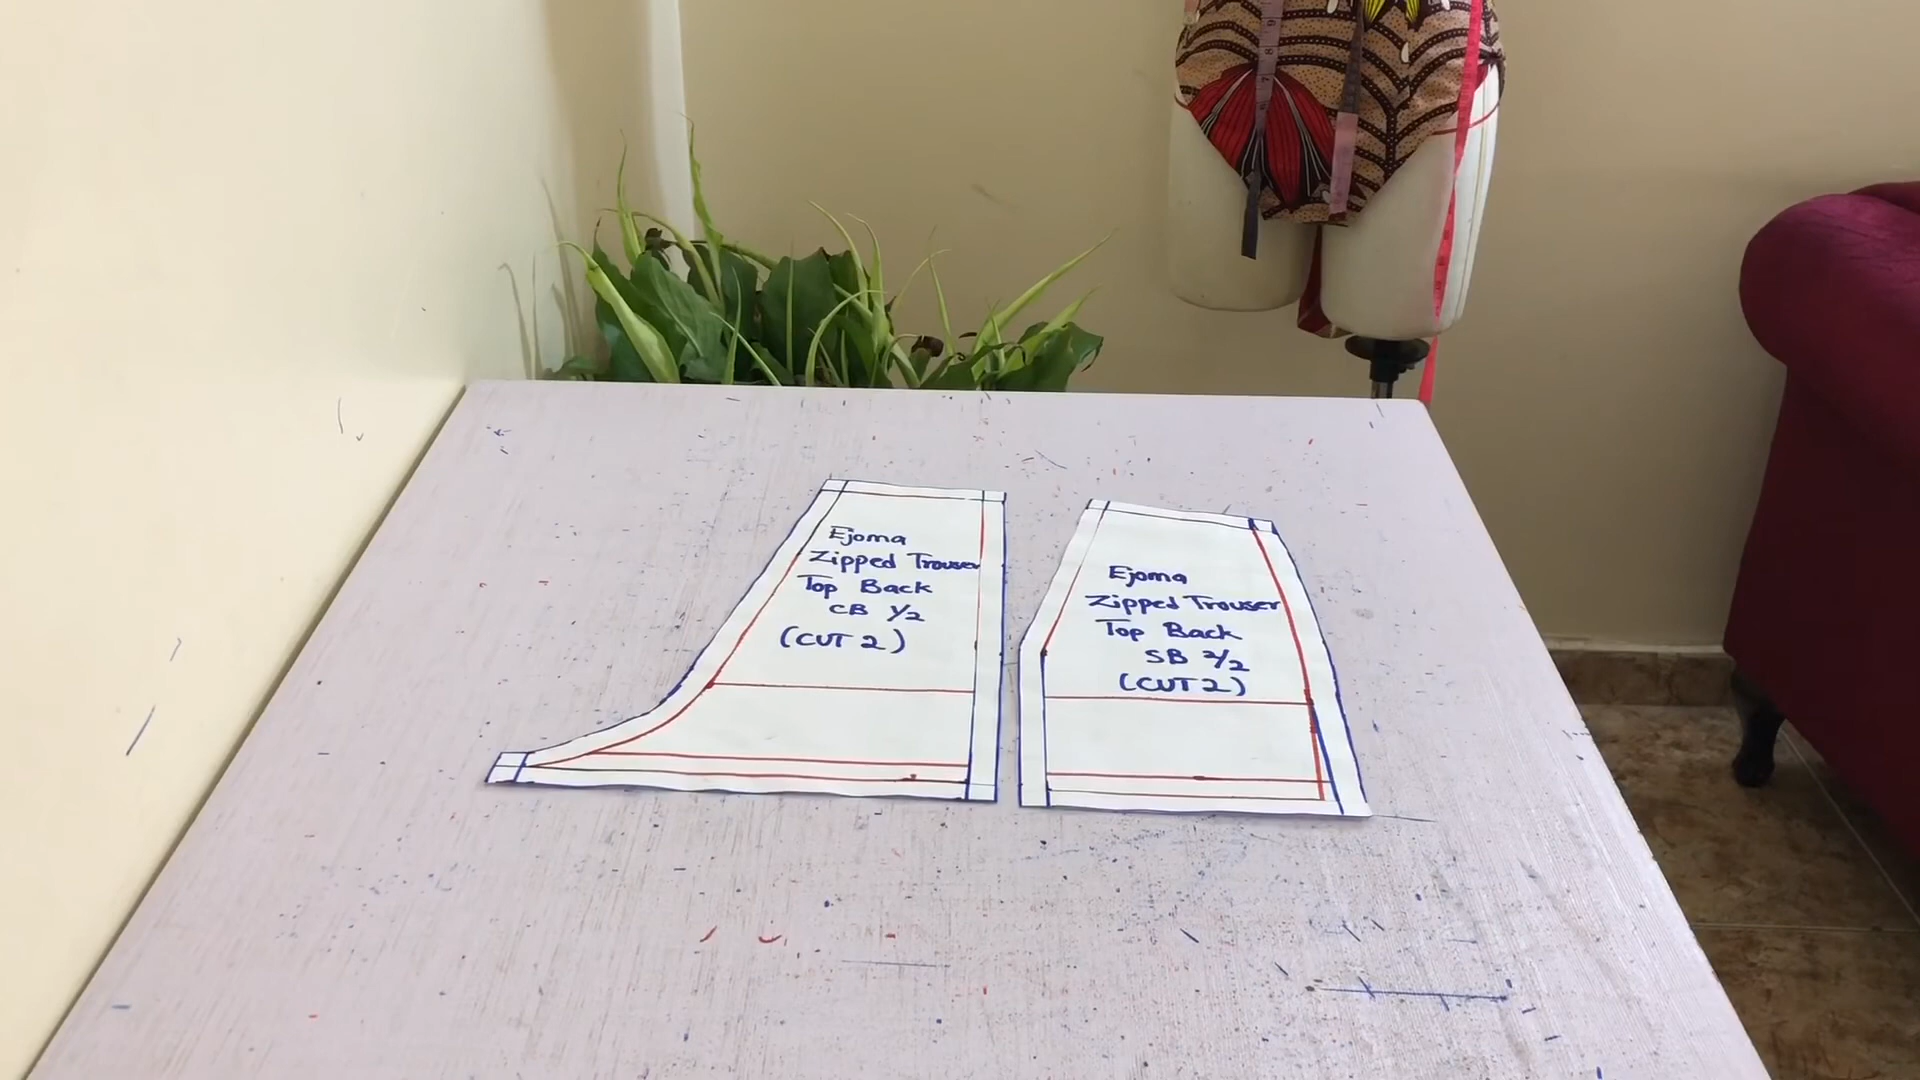 Ejoma
Zipped Trouser
Top Back
CB 1/2
(CUT 2)
Ejoma
Zipped Trouser
Top Back
SB 2/2
(CUT 2)